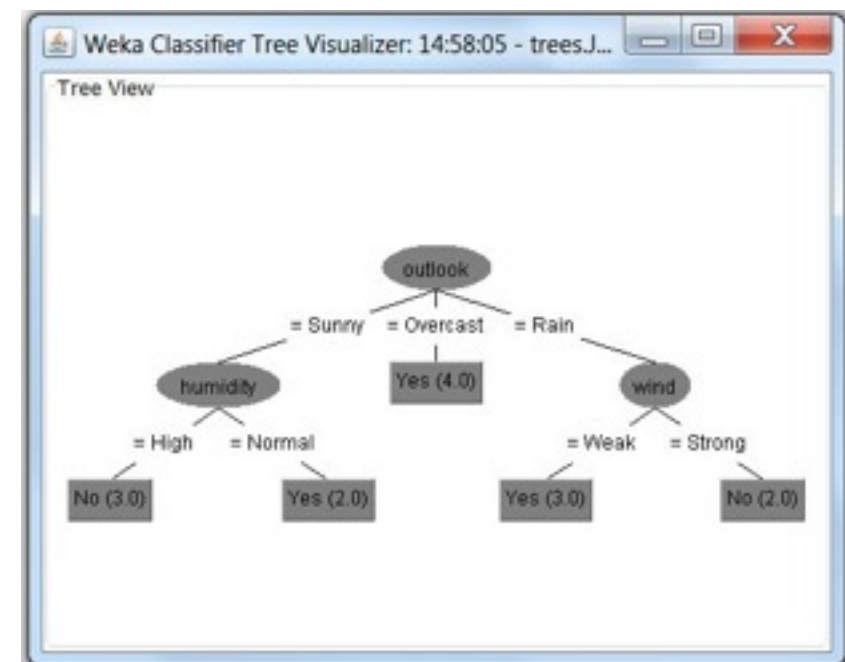 Weka Classifier Tree Visualizer: 14:58:05 - trees.J...
Tree View
outlook
= Sunny = Overcast = Rain
humidity Yes (4.0) wind
= High = Normal = Weak = Strong
No (3.0) Yes (2.0) Yes (3.0) No (2.0)